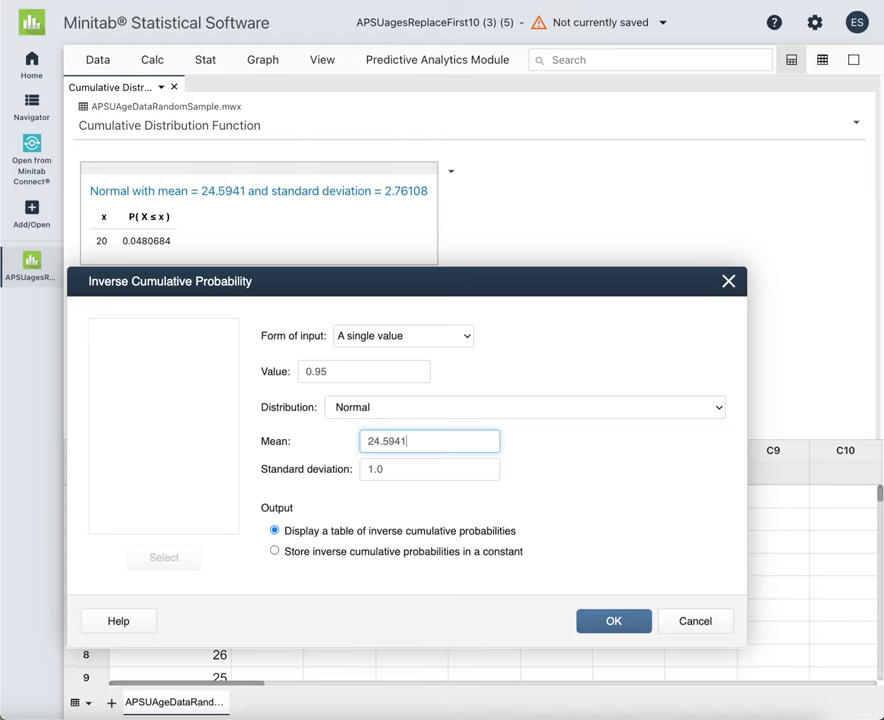 Minitab® Statistical Software
APSUagesReplaceFirst10 (3) (5) - Not currently saved
ES
Home
Navigator
Open from
Minitab
Connect®
Add/Open
APSUagesR...
Data Calc Stat Graph View Predictive Analytics Module Search
Cumulative Distr...
APSUAgeDataRandomSample.mwx
Cumulative Distribution Function
Normal with mean = 24.5941 and standard deviation = 2.76108
x P( X ≤ x )
20 0.0480684
Inverse Cumulative Probability
Form of input: A single value
Value: 0.95
Distribution: Normal
Mean: 24.5941
Standard deviation: 1.0
Output
Display a table of inverse cumulative probabilities
Store inverse cumulative probabilities in a constant
Select
Help OK Cancel
C9 C10
8 26
9 25
APSUAgeDataRand...